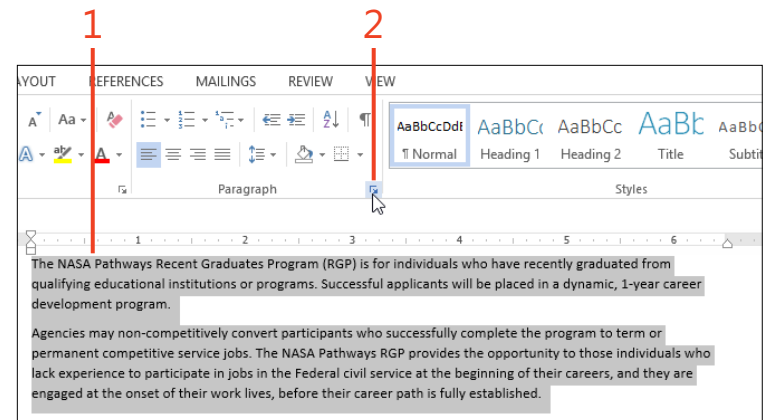 1 2
AYOUT REFERENCES MAILINGS REVIEW VIEW
A Aa A Z ¶ AaBbCcDdE AaBbC AaBbCc AaBb AaBb
A ab A ¶ Normal Heading 1 Heading 2 Title Subtit
Paragraph Styles
1 2 3 4 5 6
The NASA Pathways Recent Graduates Program (RGP) is for individuals who have recently graduated from
qualifying educational institutions or programs. Successful applicants will be placed in a dynamic, 1-year career
development program.
Agencies may non-competitively convert participants who successfully complete the program to term or
permanent competitive service jobs. The NASA Pathways RGP provides the opportunity to those individuals who
lack experience to participate in jobs in the Federal civil service at the beginning of their careers, and they are
engaged at the onset of their work lives, before their career path is fully established.